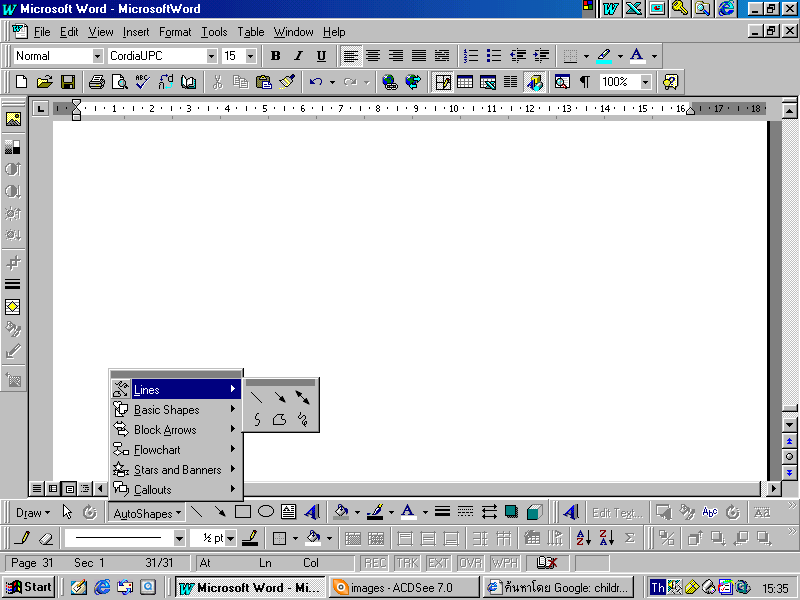 Microsoft Word - MicrosoftWord
File Edit View Insert Format Tools Table Window Help
Normal CordiaUPC 15 B I U
100%
1 2 3 4 5 6 7 8 9 10 11 12 13 14 15 16 17 18
Lines
Basic Shapes
Block Arrows
Flowchart
Stars and Banners
Callouts
Draw AutoShapes Edit Text...
½ pt
Page 31 Sec 1 31/31 At Ln Col REC TRK EXT OVR WPH
Start Microsoft Word - Mi... images - ACDSee 7.0 ค้นหาโดย Google: childr... Th 15:35